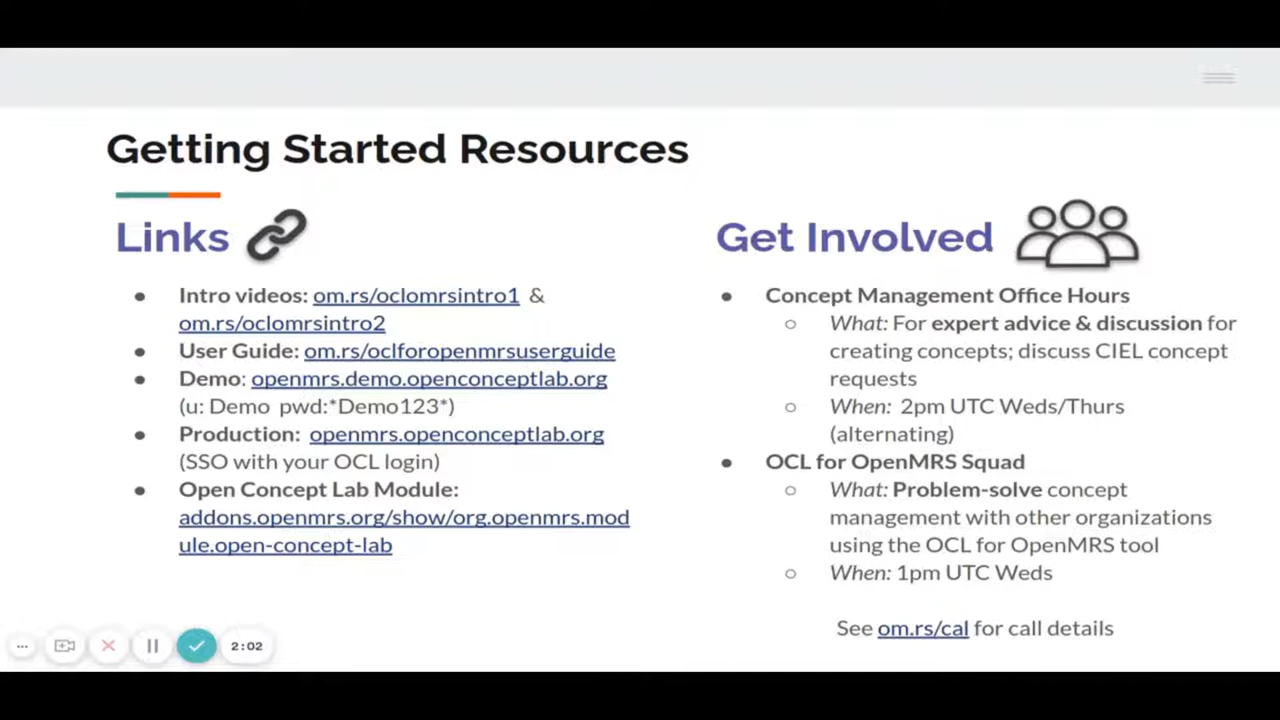 Getting Started Resources
Links
● Intro videos: om.rs/oclomrsintro1 &
om.rs/oclomrsintro2
● User Guide: om.rs/oclforopenmrsuserguide
● Demo: openmrs.demo.openconceptlab.org
(u: Demo pwd:*Demo123*)
● Production: openmrs.openconceptlab.org
(SSO with your OCL login)
● Open Concept Lab Module:
addons.openmrs.org/show/org.openmrs.mod
ule.open-concept-lab
Get Involved
● Concept Management Office Hours
○ What: For expert advice & discussion for
creating concepts; discuss CIEL concept
requests
○ When: 2pm UTC Weds/Thurs
(alternating)
● OCL for OpenMRS Squad
○ What: Problem-solve concept
management with other organizations
using the OCL for OpenMRS tool
○ When: 1pm UTC Weds
See om.rs/cal for call details
2:02